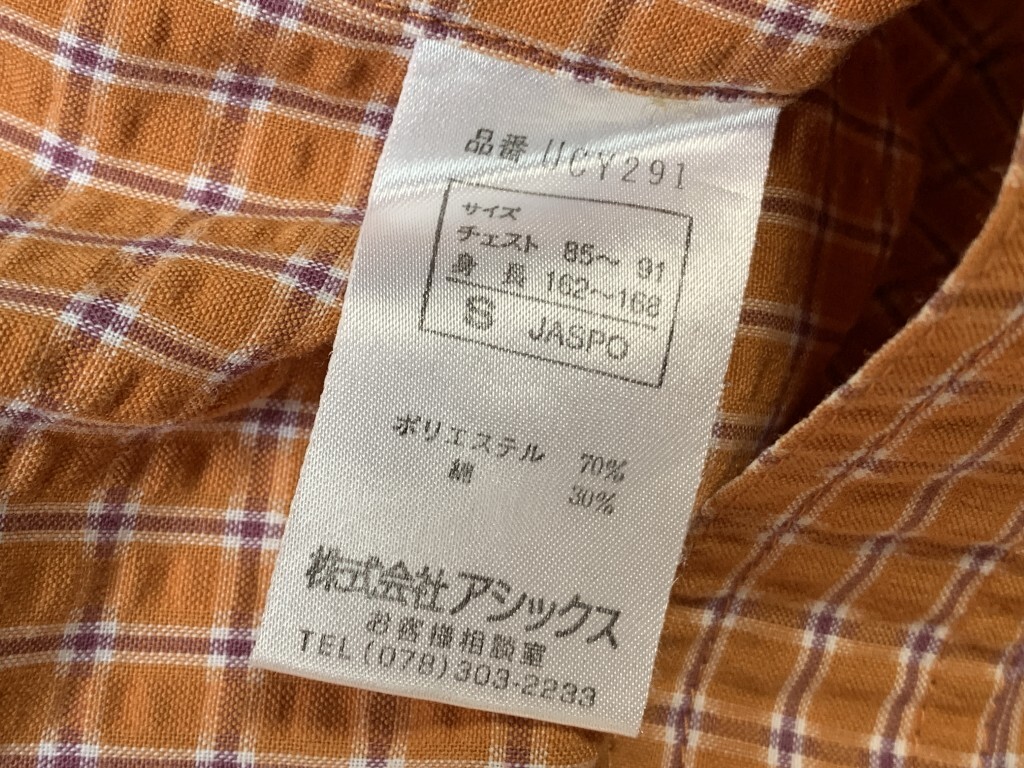 品番 UCY291
サイズ
チェスト 85〜 91
身 長 162〜168
S JASPO
ポリエステル 70%
綿 30%
株式会社アシックス
お客様相談室
TEL(078)303-2233